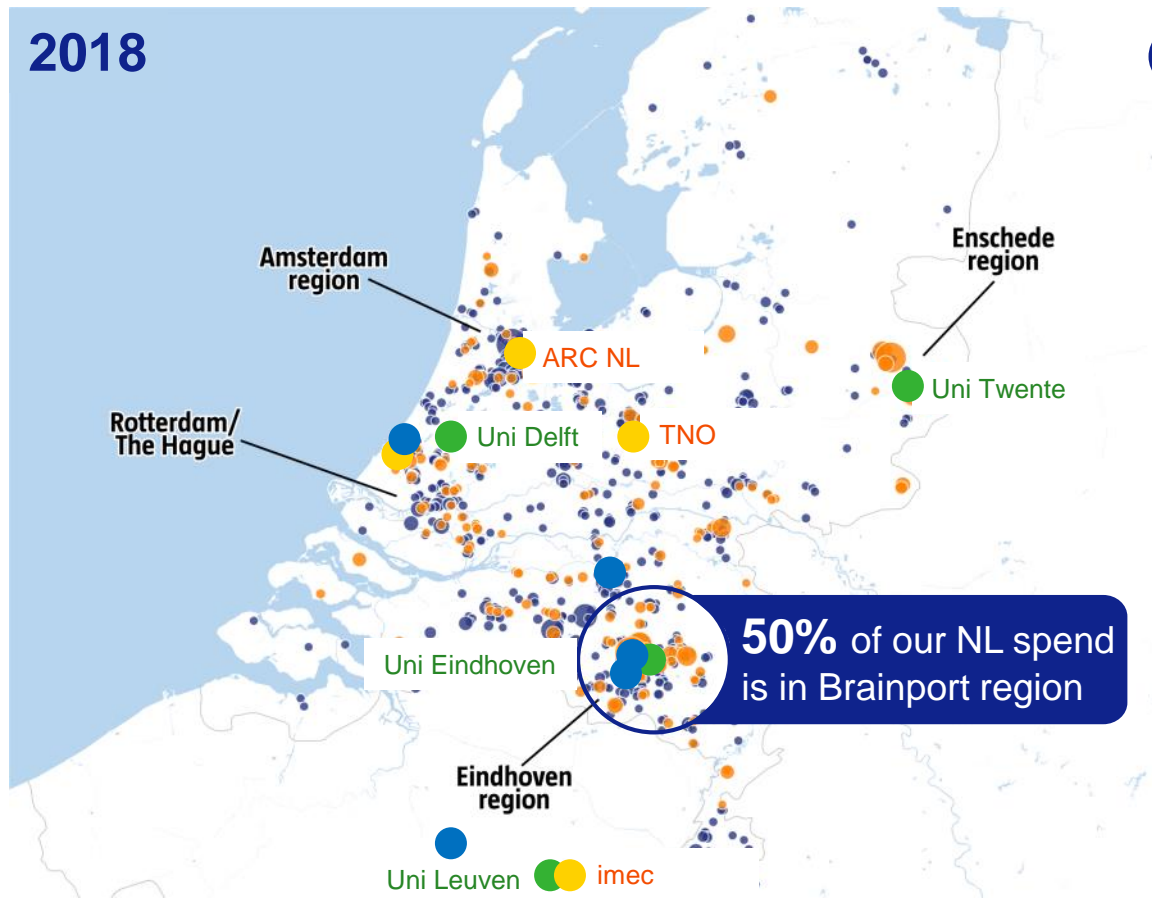 2018
Amsterdam
region
Enschede
region
ARC NL
Uni Twente
Rotterdam/
The Hague
Uni Delft
TNO
50% of our NL spend
is in Brainport region
Uni Eindhoven
Eindhoven
region
Uni Leuven
imec